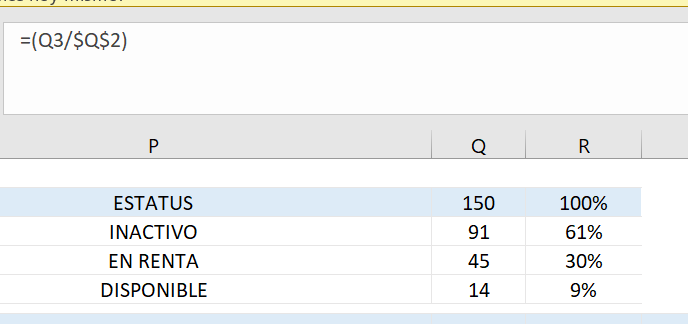 =(Q3/$Q$2)
P Q R
ESTATUS 150 100%
INACTIVO 91 61%
EN RENTA 45 30%
DISPONIBLE 14 9%